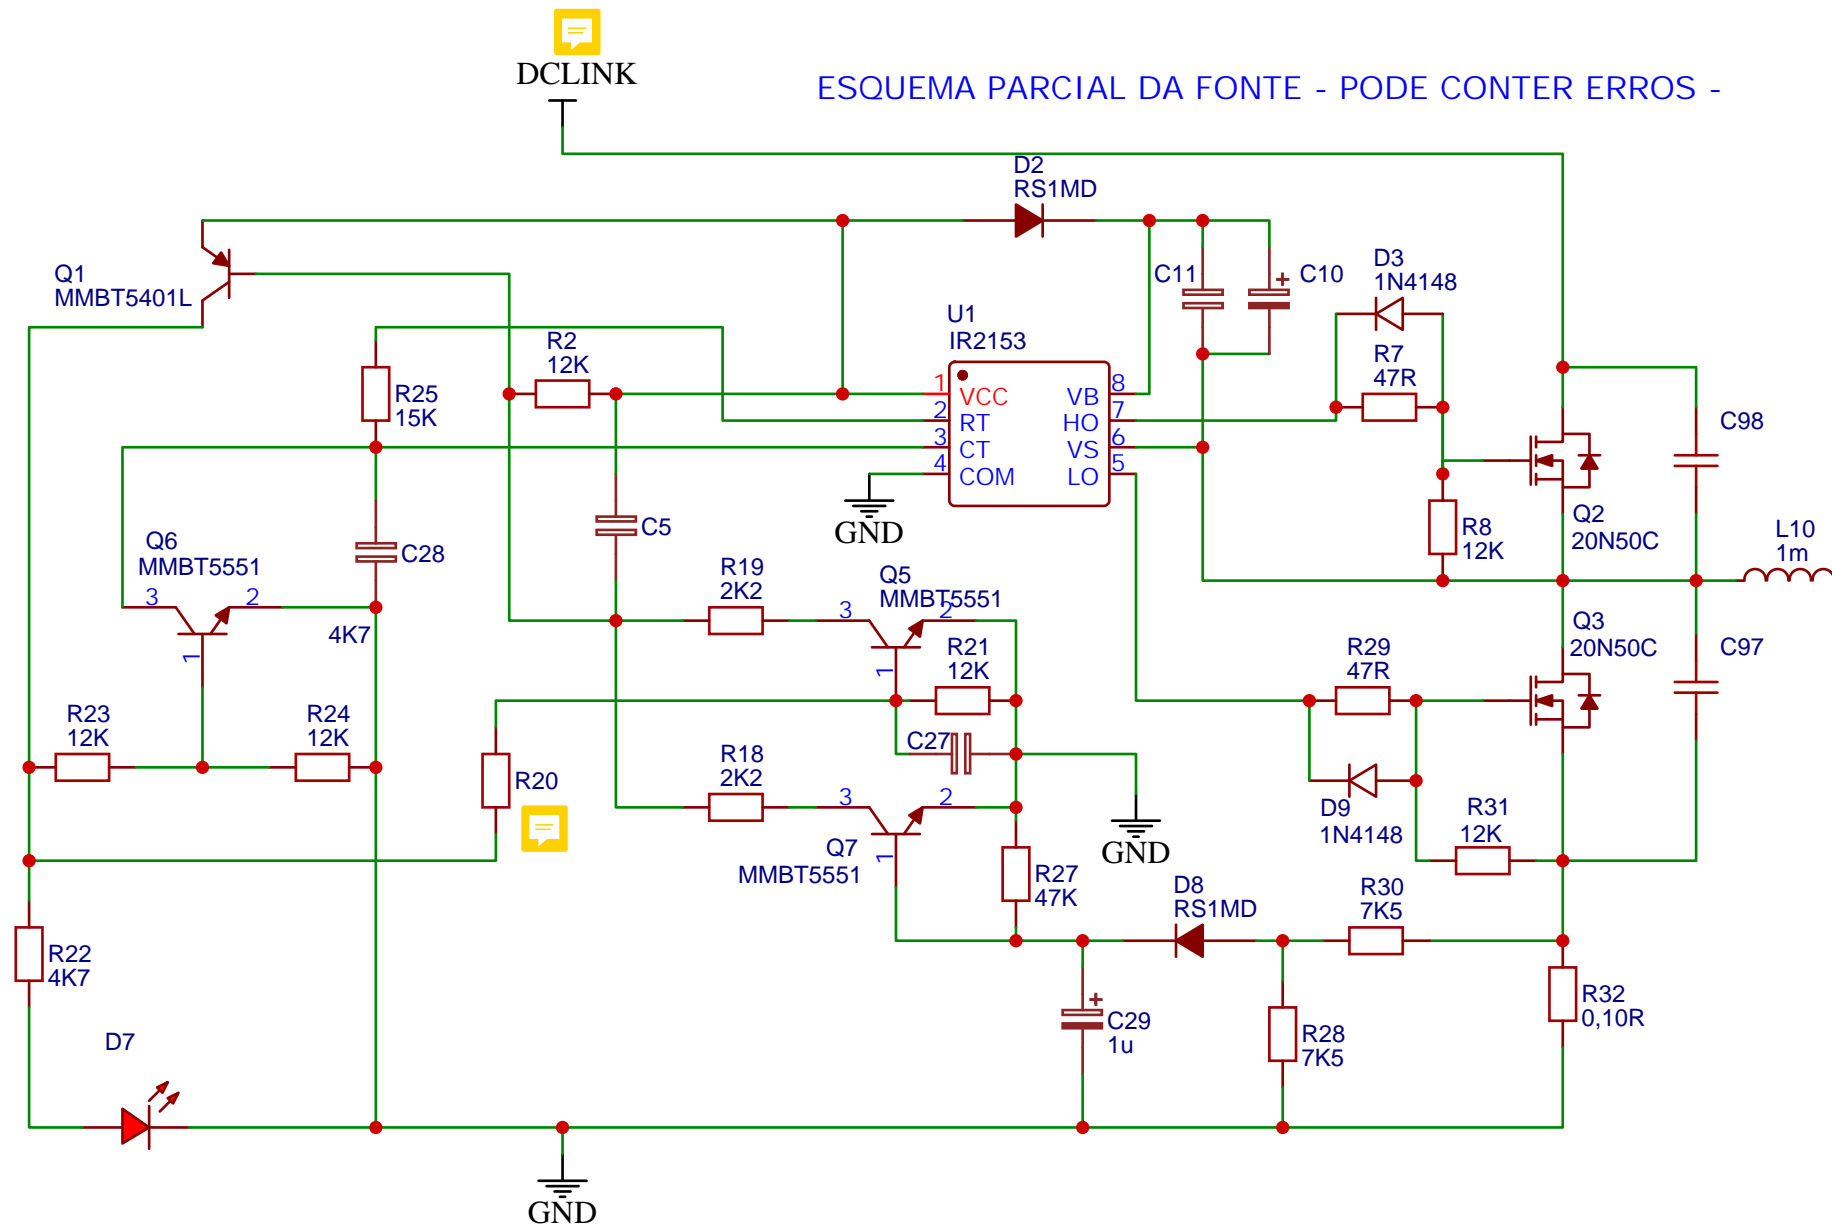 DCLINK
ESQUEMA PARCIAL DA FONTE - PODE CONTER ERROS -
D2
RS1MD
Q1
MMBT5401L
C11
+
C10
D3
1N4148
U1
IR2153
R2
12K
R7
47R
R25
15K
1
VCC
VB
8
2
RT
HO
7
3
CT
VS
6
4
COM
LO
5
C98
GND
C5
R8
12K
Q2
20N50C
L10
1m
Q6
MMBT5551
C28
3
2
1
4K7
R19
2K2
Q5
MMBT5551
3
2
1
R21
12K
Q3
20N50C
R29
47R
C97
R23
12K
R24
12K
R20
C27
R18
2K2
3
2
1
Q7
MMBT5551
GND
D9
1N4148
R31
12K
R27
47K
D8
RS1MD
R30
7K5
R22
4K7
+
C29
1u
R28
7K5
R32
0,10R
D7
GND